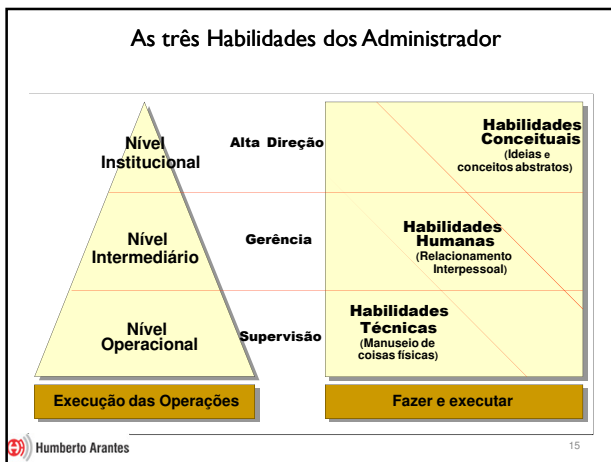 As três Habilidades dos Administrador
Nível
Institucional
Alta Direção
Habilidades
Conceituais
(Ideias e
conceitos abstratos)
Nível
Intermediário
Gerência
Habilidades
Humanas
(Relacionamento
Interpessoal)
Nível
Operacional
Supervisão
Habilidades
Técnicas
(Manuseio de
coisas físicas)
Execução das Operações
Fazer e executar
Humberto Arantes
15